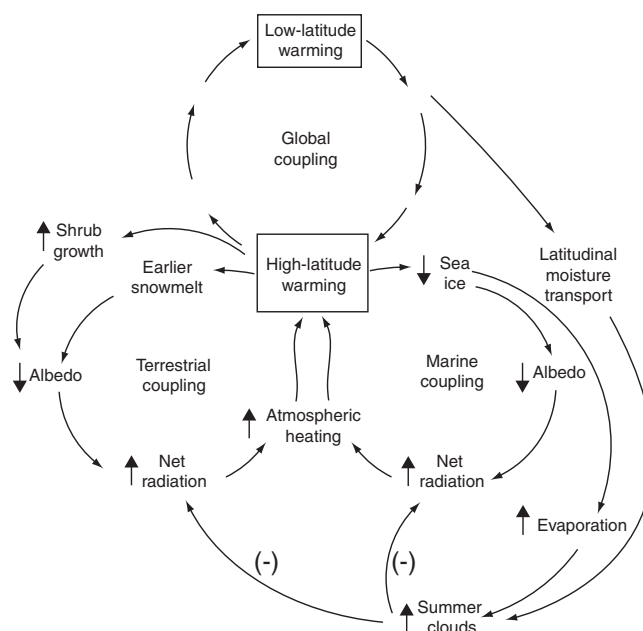 Low-latitude
warming
Global
coupling
Shrub
growth
Earlier
snowmelt
High-latitude
warming
Sea
ice
Latitudinal
moisture
transport
Albedo
Terrestrial
coupling
Marine
coupling
Albedo
Atmospheric
heating
Net
radiation
Net
radiation
Evaporation
(-)
(-)
Summer
clouds